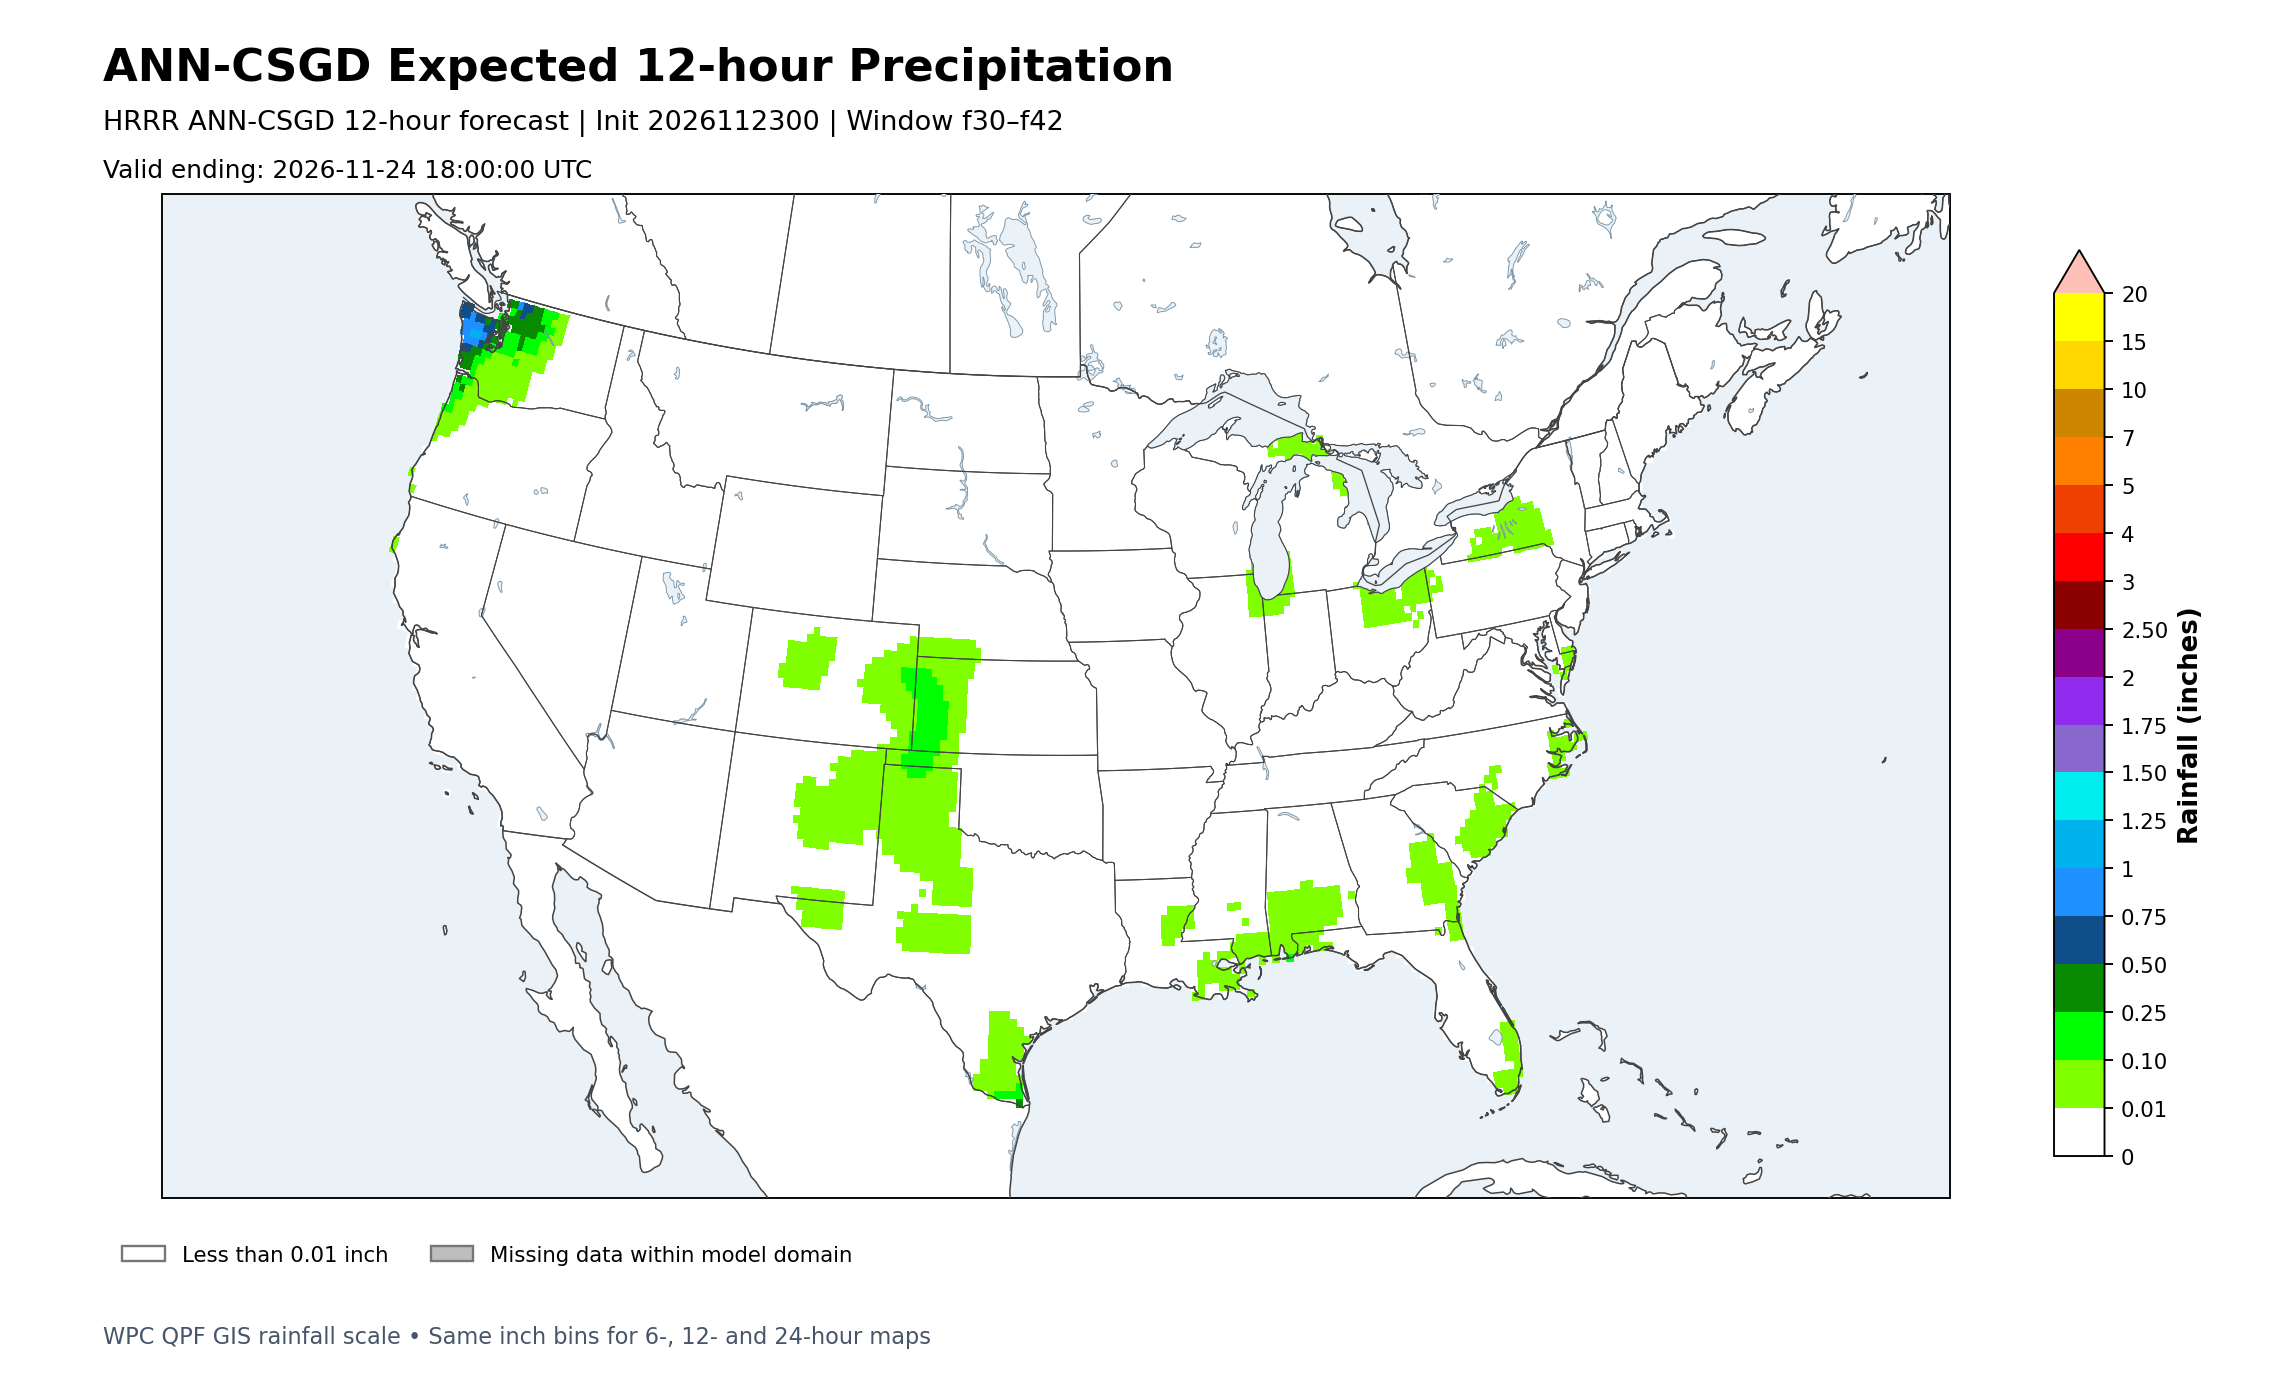 ANN-CSGD Expected 12-hour Precipitation
HRRR ANN-CSGD 12-hour forecast | Init 2026112300 | Window f30–f42
Valid ending: 2026-11-24 18:00:00 UTC
20
15
10
7
5
4
3
2.50
2
1.75
1.50
1.25
1
0.75
0.50
0.25
0.10
0.01
0
Rainfall (inches)
Less than 0.01 inch
Missing data within model domain
WPC QPF GIS rainfall scale • Same inch bins for 6-, 12- and 24-hour maps